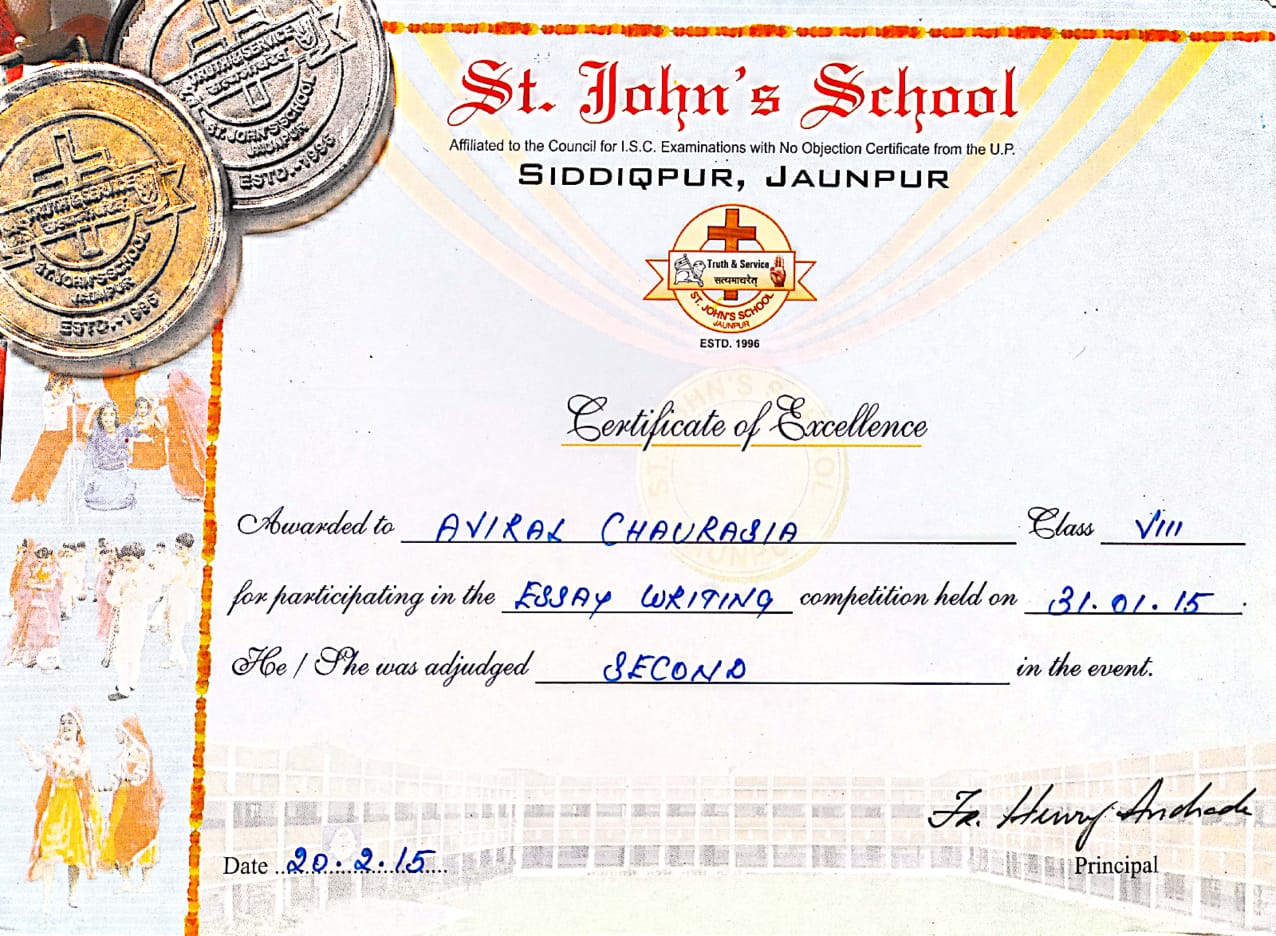 TRUTH & SERVICE
सत्यमाचरेत्
ST. JOHN'S SCHOOL
JAUNPUR
ESTD.-1996
TRUTH & SERVICE
ST. JOHN'S SCHOOL
JAUNPUR
ESTD.-1996
St. John's School
Affiliated to the Council for I.S.C. Examinations with No Objection Certificate from the U.P.
SIDDIQPUR, JAUNPUR
Truth & Service
सत्यमाचरेत्
ST. JOHN'S SCHOOL
JAUNPUR
ESTD. 1996
Certificate of Excellence
Awarded to AVIRAL CHAURASIA Class VIII
for participating in the ESSAY WRITING competition held on 31.01.15.
He / She was adjudged SECOND in the event.
Fr. Henry Andrade
Date ..20.2.15....
Principal